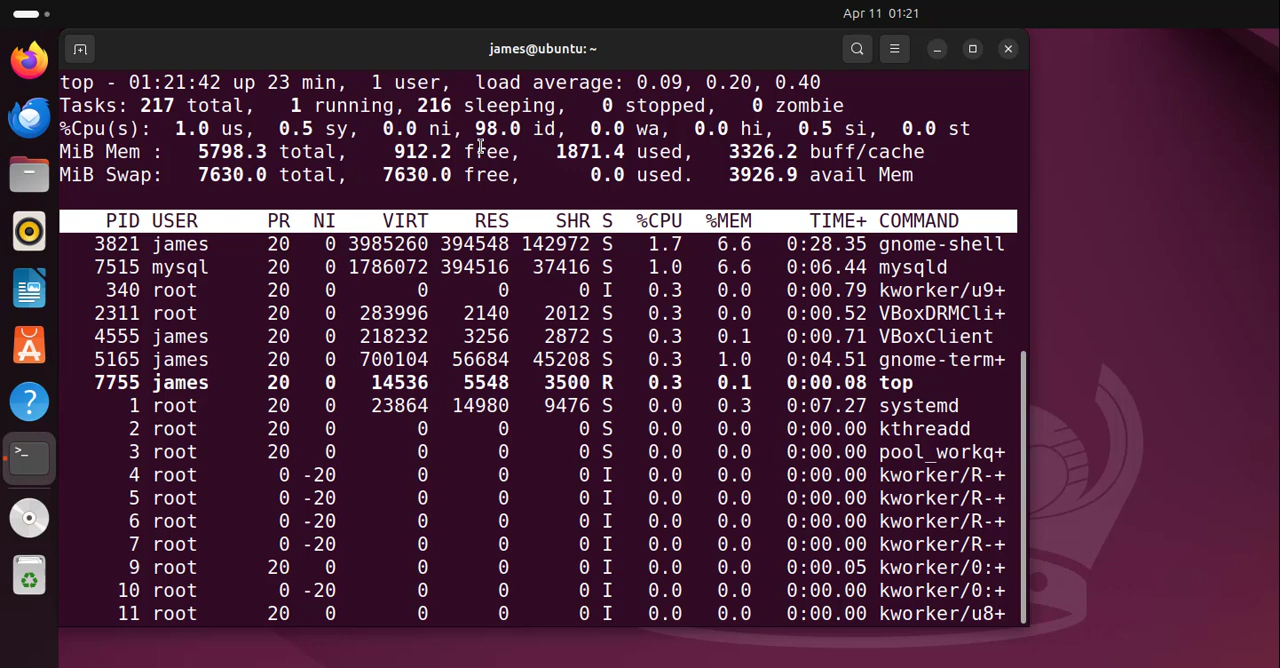 Apr 11 01:21
james@ubuntu: ~
top - 01:21:42 up 23 min,  1 user,  load average: 0.09, 0.20, 0.40
Tasks: 217 total,   1 running, 216 sleeping,   0 stopped,   0 zombie
%Cpu(s):  1.0 us,  0.5 sy,  0.0 ni, 98.0 id,  0.0 wa,  0.0 hi,  0.5 si,  0.0 st
MiB Mem :   5798.3 total,    912.2 free,   1871.4 used,   3326.2 buff/cache
MiB Swap:   7630.0 total,   7630.0 free,      0.0 used.   3926.9 avail Mem
PID USER      PR  NI    VIRT    RES    SHR S  %CPU  %MEM     TIME+ COMMAND
3821 james     20   0 3985260 394548 142972 S   1.7   6.6   0:28.35 gnome-shell
7515 mysql     20   0 1786072 394516  37416 S   1.0   6.6   0:06.44 mysqld
340 root      20   0       0      0      0 I   0.3   0.0   0:00.79 kworker/u9+
2311 root      20   0  283996   2140   2012 S   0.3   0.0   0:00.52 VBoxDRMCli+
4555 james     20   0  218232   3256   2872 S   0.3   0.1   0:00.71 VBoxClient
5165 james     20   0  700104  56684  45208 S   0.3   1.0   0:04.51 gnome-term+
7755 james     20   0   14536   5548   3500 R   0.3   0.1   0:00.08 top
1 root      20   0   23864  14980   9476 S   0.0   0.3   0:07.27 systemd
2 root      20   0       0      0      0 S   0.0   0.0   0:00.00 kthreadd
3 root      20   0       0      0      0 S   0.0   0.0   0:00.00 pool_workq+
4 root       0 -20       0      0      0 I   0.0   0.0   0:00.00 kworker/R-+
5 root       0 -20       0      0      0 I   0.0   0.0   0:00.00 kworker/R-+
6 root       0 -20       0      0      0 I   0.0   0.0   0:00.00 kworker/R-+
7 root       0 -20       0      0      0 I   0.0   0.0   0:00.00 kworker/R-+
9 root      20   0       0      0      0 I   0.0   0.0   0:00.05 kworker/0:+
10 root       0 -20       0      0      0 I   0.0   0.0   0:00.00 kworker/0:+
11 root      20   0       0      0      0 I   0.0   0.0   0:00.00 kworker/u8+